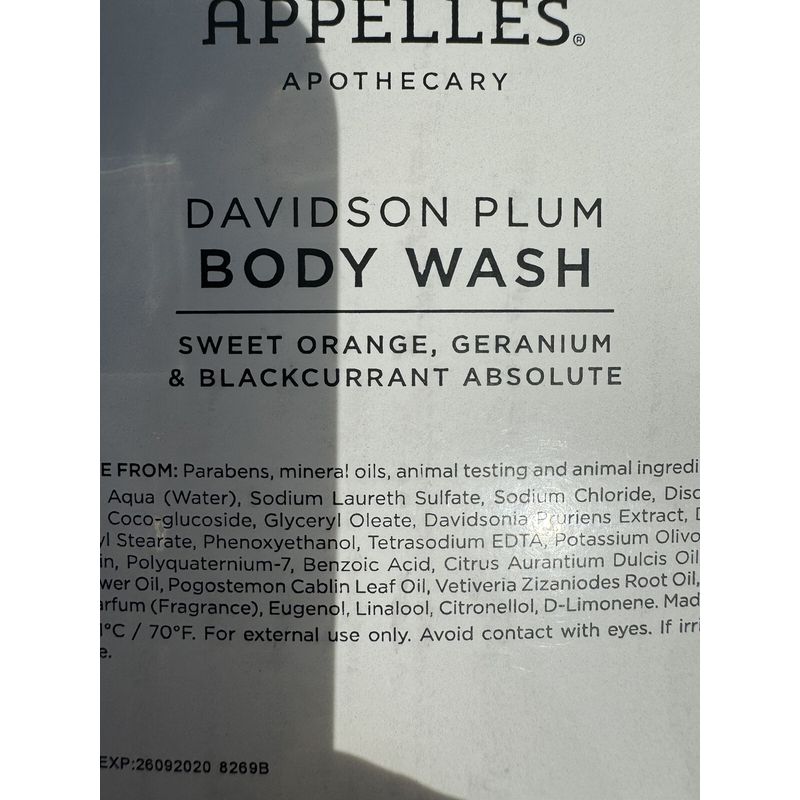 APPELLES®
APOTHECARY
DAVIDSON PLUM
BODY WASH
SWEET ORANGE, GERANIUM
& BLACKCURRANT ABSOLUTE
E FROM: Parabens, mineral oils, animal testing and animal ingredi
Aqua (Water), Sodium Laureth Sulfate, Sodium Chloride, Diso
Coco-glucoside, Glyceryl Oleate, Davidsonia Pruriens Extract,
yl Stearate, Phenoxyethanol, Tetrasodium EDTA, Potassium Olivo
in, Polyquaternium-7, Benzoic Acid, Citrus Aurantium Dulcis Oil
wer Oil, Pogostemon Cablin Leaf Oil, Vetiveria Zizaniodes Root Oil,
arfum (Fragrance), Eugenol, Linalool, Citronellol, D-Limonene. Mad
1°C / 70°F. For external use only. Avoid contact with eyes. If irri
e.
EXP:26092020 8269B